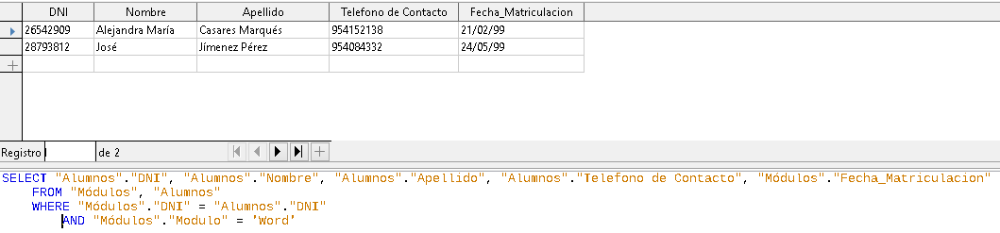 DNI Nombre Apellido Telefono de Contacto Fecha_Matriculacion
26542909 Alejandra María Casares Marqués 954152138 21/02/99
28793812 José Jímenez Pérez 954084332 24/05/99
Registro 1 de 2
SELECT "Alumnos"."DNI", "Alumnos"."Nombre", "Alumnos"."Apellido", "Alumnos"."Telefono de Contacto", "Módulos"."Fecha_Matriculacion"
FROM "Módulos", "Alumnos"
WHERE "Módulos"."DNI" = "Alumnos"."DNI"
AND "Módulos"."Modulo" = 'Word'